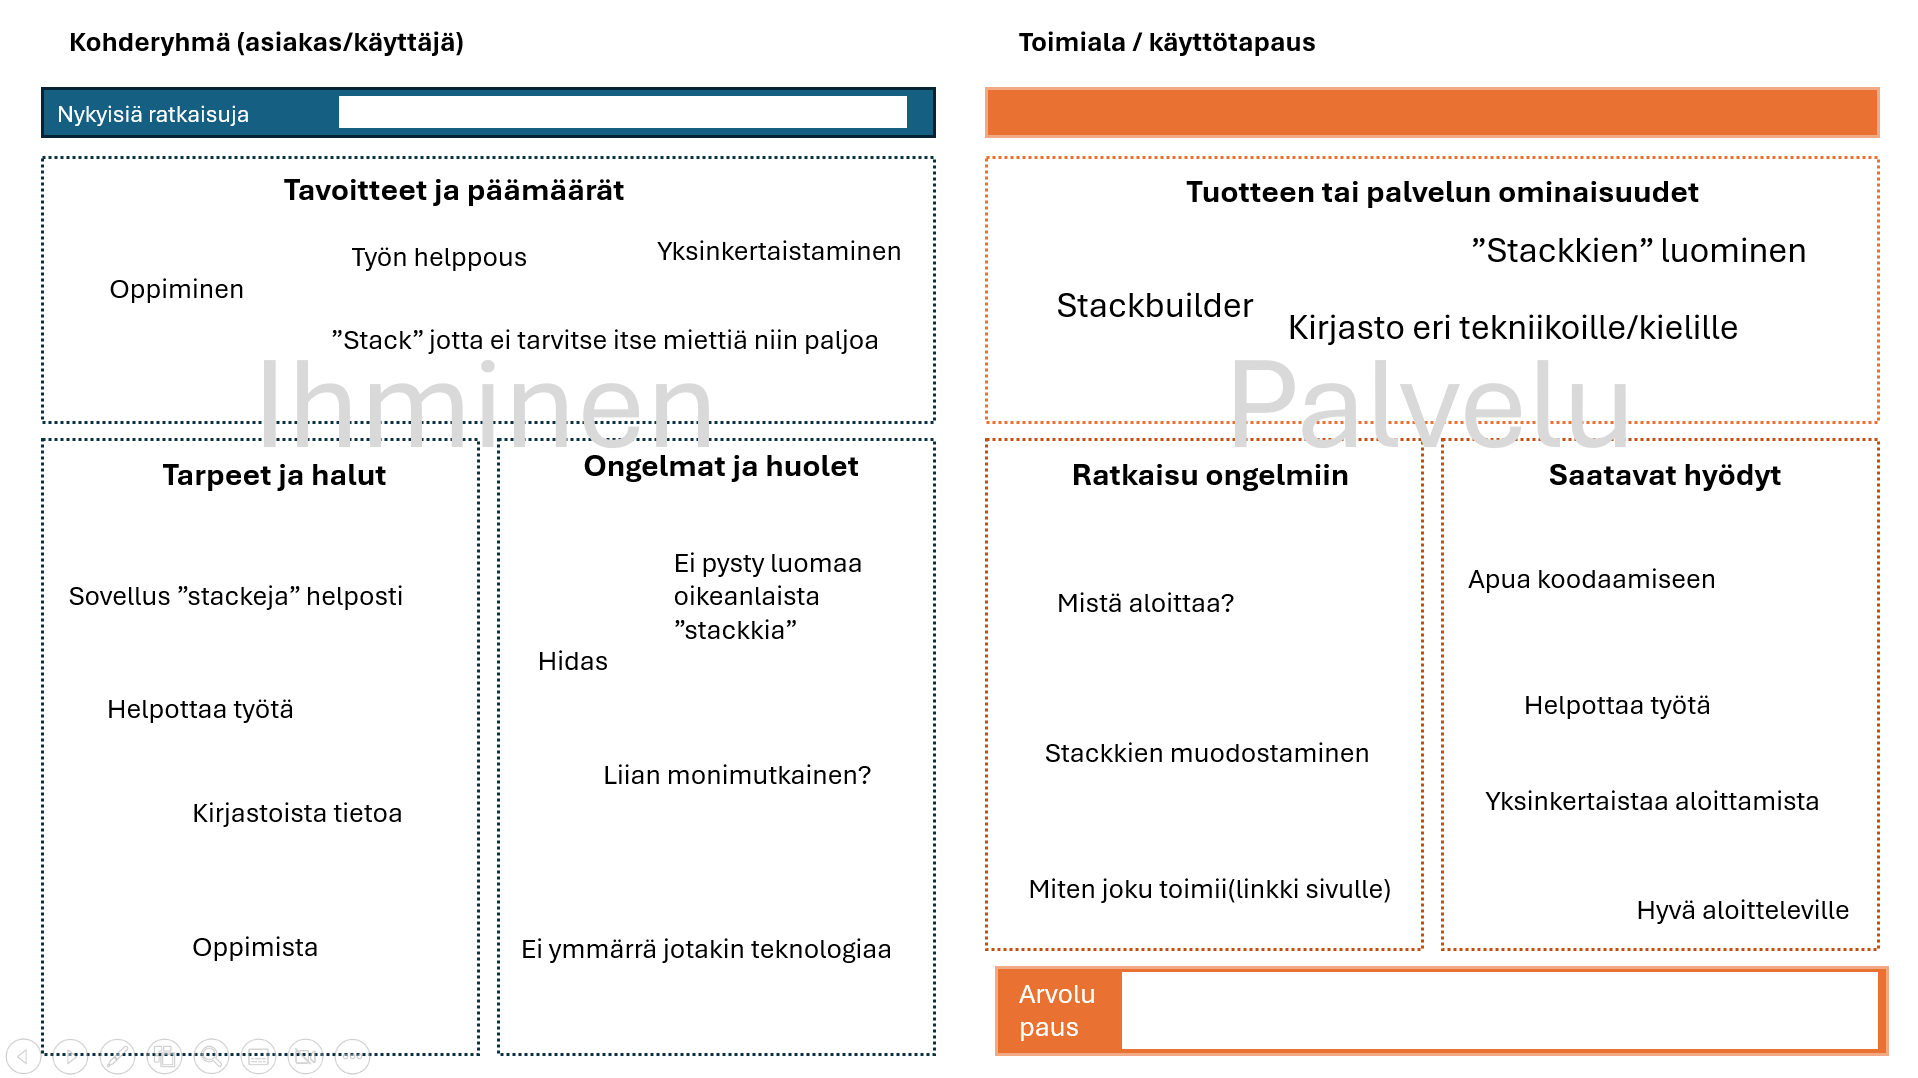 Kohderyhmä (asiakas/käyttäjä)
Nykyisiä ratkaisuja
Tavoitteet ja päämäärät
Työn helppous
Yksinkertaistaminen
Oppiminen
”Stack” jotta ei tarvitse itse miettiä niin paljoa
Ihminen
Tarpeet ja halut
Sovellus ”stackeja” helposti
Helpottaa työtä
Kirjastoista tietoa
Oppimista
Ongelmat ja huolet
Ei pysty luomaa
oikeanlaista
”stackkia”
Hidas
Liian monimutkainen?
Ei ymmärrä jotakin teknologiaa
Toimiala / käyttötapaus
Tuotteen tai palvelun ominaisuudet
”Stackkien” luominen
Stackbuilder
Kirjasto eri tekniikoille/kielille
Palvelu
Ratkaisu ongelmiin
Mistä aloittaa?
Stackkien muodostaminen
Miten joku toimii(linkki sivulle)
Saatavat hyödyt
Apua koodaamiseen
Helpottaa työtä
Yksinkertaistaa aloittamista
Hyvä aloitteleville
Arvolu
paus